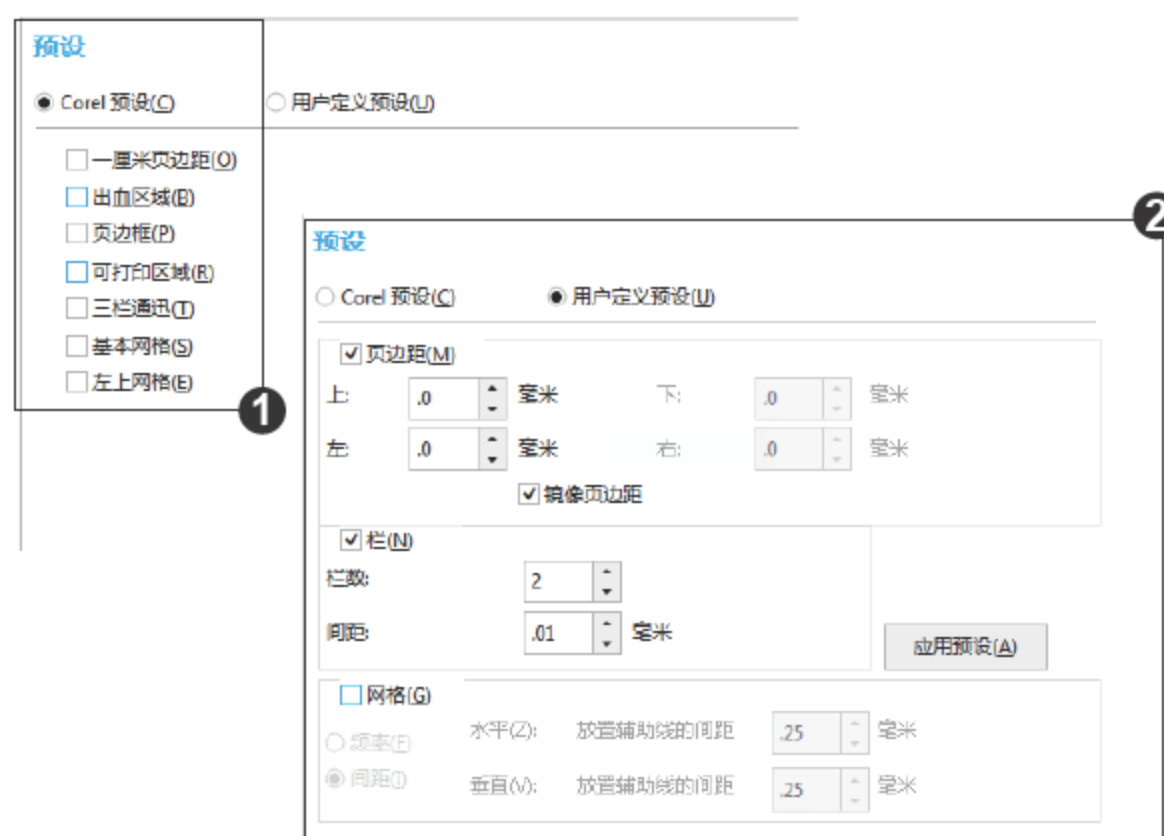 预设
Corel 预设(C) 用户定义预设(U)
一厘米页边距(O)
出血区域(B)
页边框(P)
可打印区域(R)
三栏通讯(T)
基本网格(S)
左上网格(E)
1
2
预设
Corel 预设(C) 用户定义预设(U)
页边距(M)
上: .0 毫米 下: .0 毫米
左: .0 毫米 右: .0 毫米
镜像页边距
栏(N)
栏数: 2
间距: .01 毫米
应用预设(A)
网格(G)
频率(F) 水平(Z): 放置辅助线的间距 .25 毫米
间距(I) 垂直(V): 放置辅助线的间距 .25 毫米